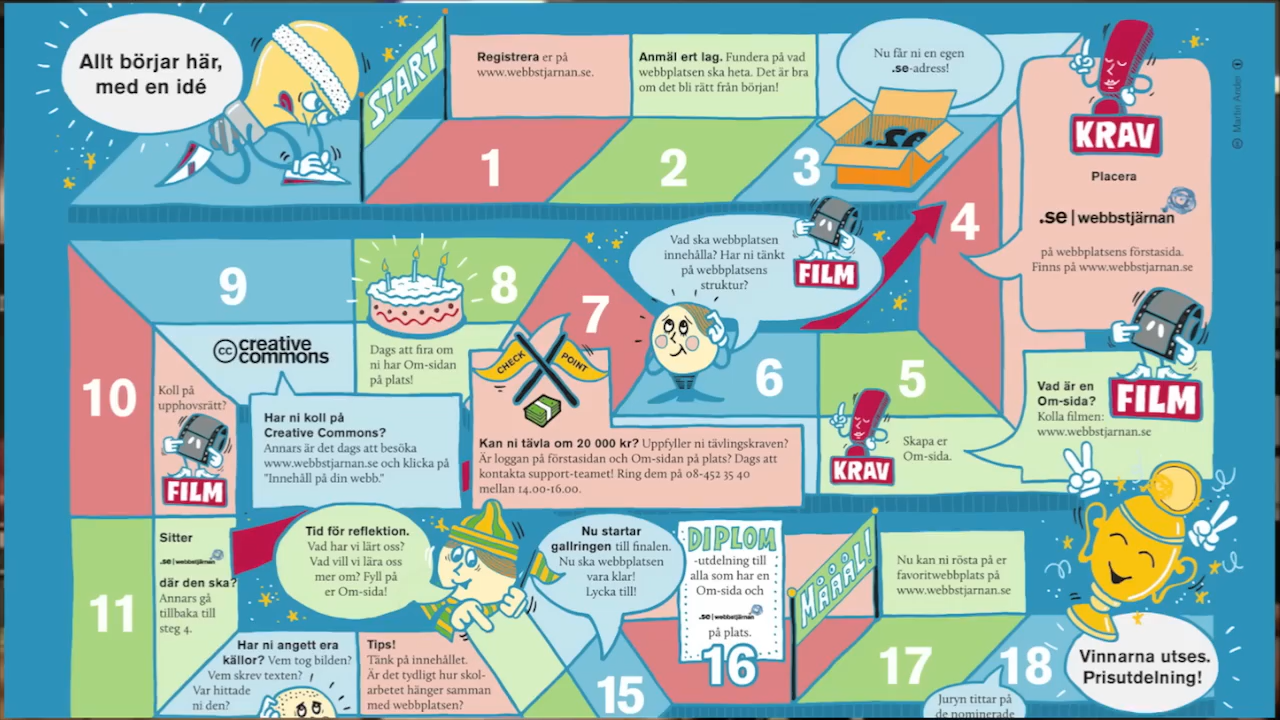 Allt börjar här,
med en idé
START
Registrera er på
www.webbstjarnan.se.
Anmäl ert lag. Fundera på vad
webbplatsen ska heta. Det är bra
om det bli rätt från början!
Nu får ni en egen
.se-adress!
.se
1
2
3
4
KRAV
Placera
.se | webbstjärnan
på webbplatsens förstasida.
Finns på www.webbstjarnan.se
© Martin Ander
Vad ska webbplatsen
innehålla? Har ni tänkt
på webbplatsens
struktur?
FILM
9
8
7
6
5
creative
commons
cc
Dags att fira om
ni har Om-sidan
på plats!
CHECK
POINT
Kan ni tävla om 20 000 kr? Uppfyller ni tävlingskraven?
Är loggan på förstasidan och Om-sidan på plats? Dags att
kontakta support-teamet! Ring dem på 08-452 35 40
mellan 14.00-16.00.
KRAV
Skapa er
Om-sida.
Vad är en
Om-sida?
Kolla filmen:
www.webbstjarnan.se
FILM
10
Koll på
upphovsrätt?
FILM
Har ni koll på
Creative Commons?
Annars är det dags att besöka
www.webbstjarnan.se och klicka på
"Innehåll på din webb."
11
Sitter
.se | webbstjärnan
där den ska?
Annars gå
tillbaka till
steg 4.
Tid för reflektion.
Vad har vi lärt oss?
Vad vill vi lära oss
mer om? Fyll på
er Om-sida!
Har ni angett era
källor? Vem tog bilden?
Vem skrev texten?
Var hittade
ni den?
Tips!
Tänk på innehållet.
Är det tydligt hur skol-
arbetet hänger samman
med webbplatsen?
Nu startar
gallringen till finalen.
Nu ska webbplatsen
vara klar!
Lycka till!
15
DIPLOM
-utdelning till
alla som har en
Om-sida och
.se | webbstjärnan
på plats.
16
MÅÅÅL!
Nu kan ni rösta på er
favoritwebbplats på
www.webbstjarnan.se
17
18
Juryn tittar på
de nominerade
Vinnarna utses.
Prisutdelning!